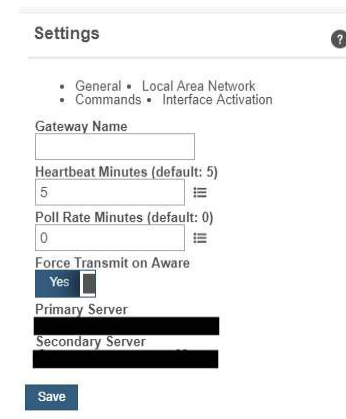 Settings
?
• General • Local Area Network
• Commands • Interface Activation
Gateway Name
Heartbeat Minutes (default: 5)
5
Poll Rate Minutes (default: 0)
0
Force Transmit on Aware
Yes
Primary Server
Secondary Server
Save